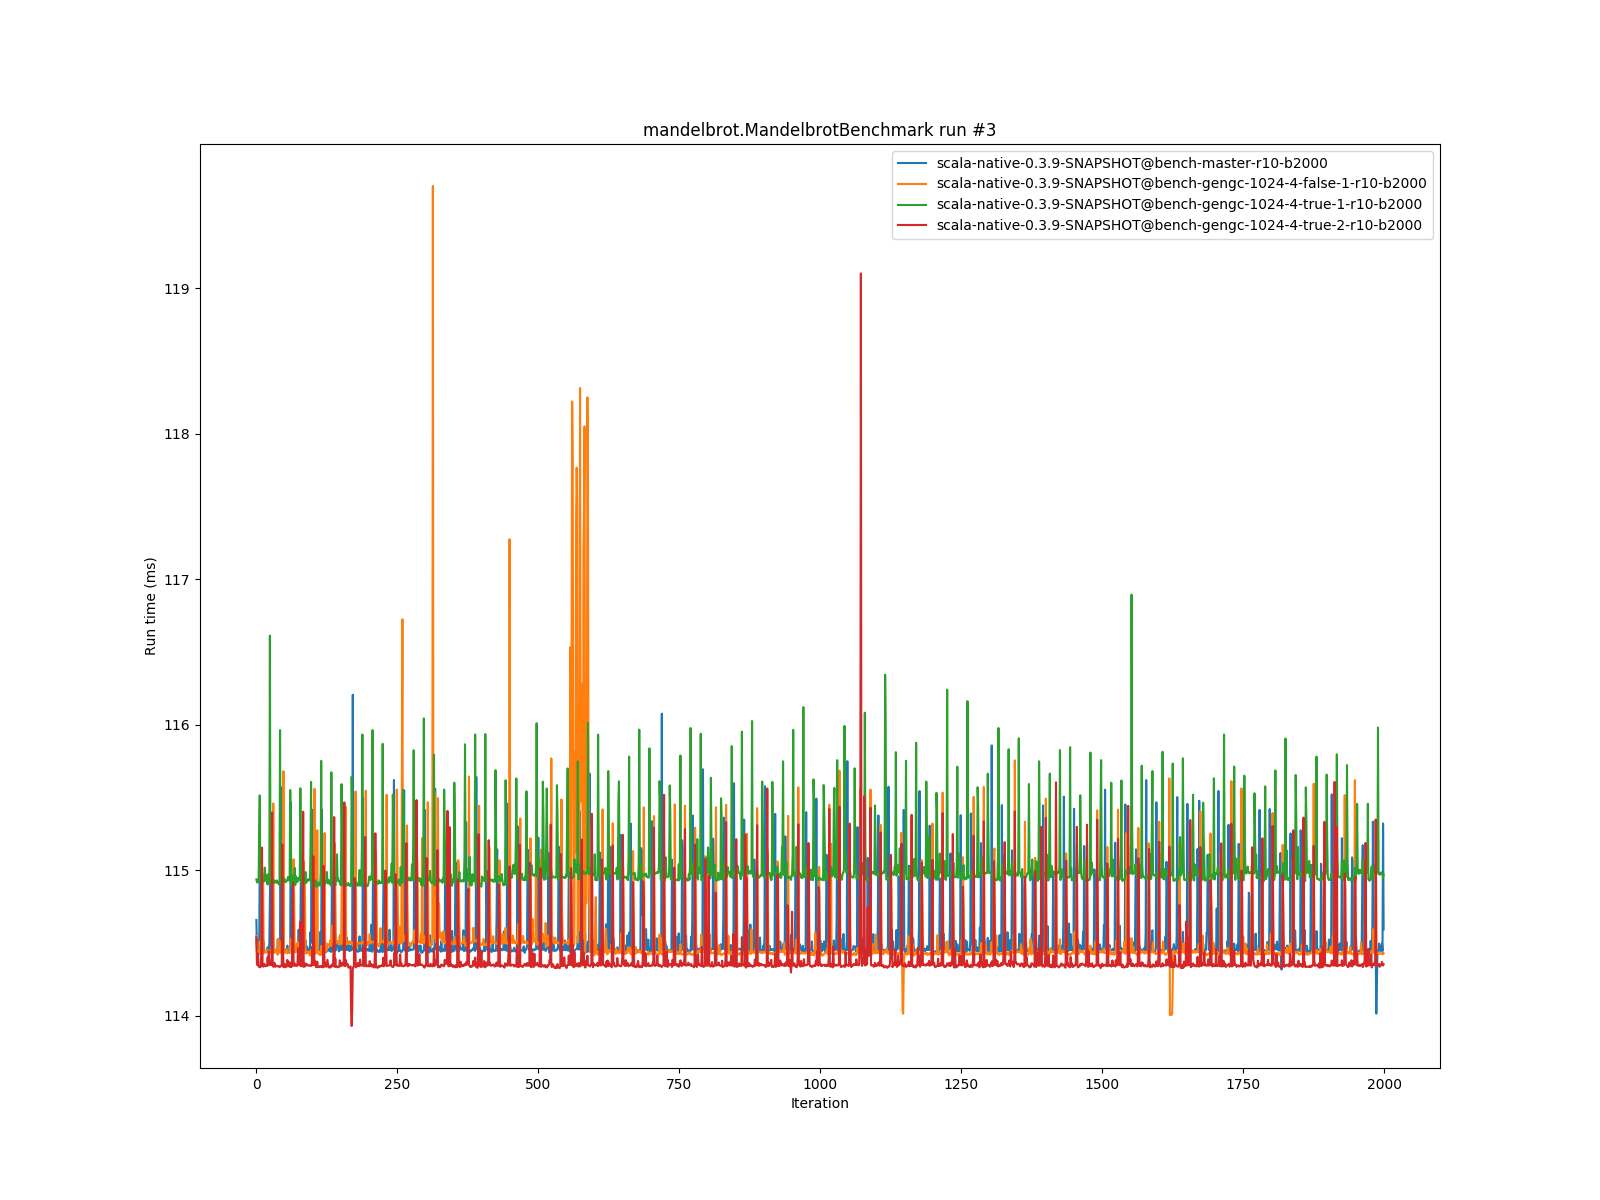 mandelbrot.MandelbrotBenchmark run #3
scala-native-0.3.9-SNAPSHOT@bench-master-r10-b2000
scala-native-0.3.9-SNAPSHOT@bench-gengc-1024-4-false-1-r10-b2000
scala-native-0.3.9-SNAPSHOT@bench-gengc-1024-4-true-1-r10-b2000
scala-native-0.3.9-SNAPSHOT@bench-gengc-1024-4-true-2-r10-b2000
119
118
117
116
115
114
Run time (ms)
0 250 500 750 1000 1250 1500 1750 2000
Iteration